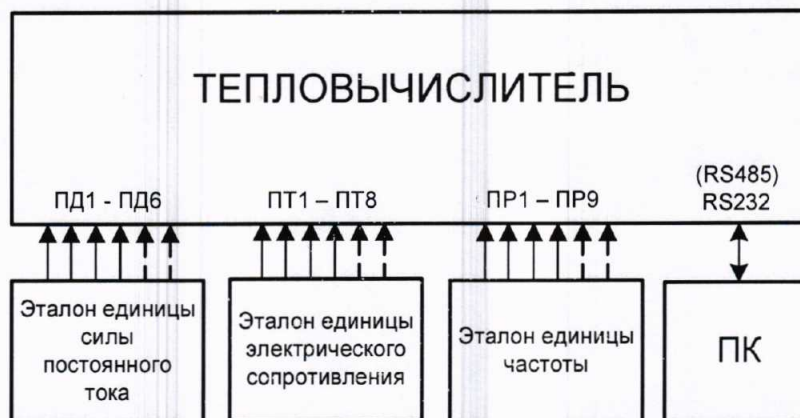 ТЕПЛОВЫЧИСЛИТЕЛЬ
(RS485)
ПД1 - ПД6 ПТ1 – ПТ8 ПР1 – ПР9 RS232
Эталон единицы
силы
постоянного
тока
Эталон единицы
электрического
сопротивления
Эталон единицы
частоты
ПК